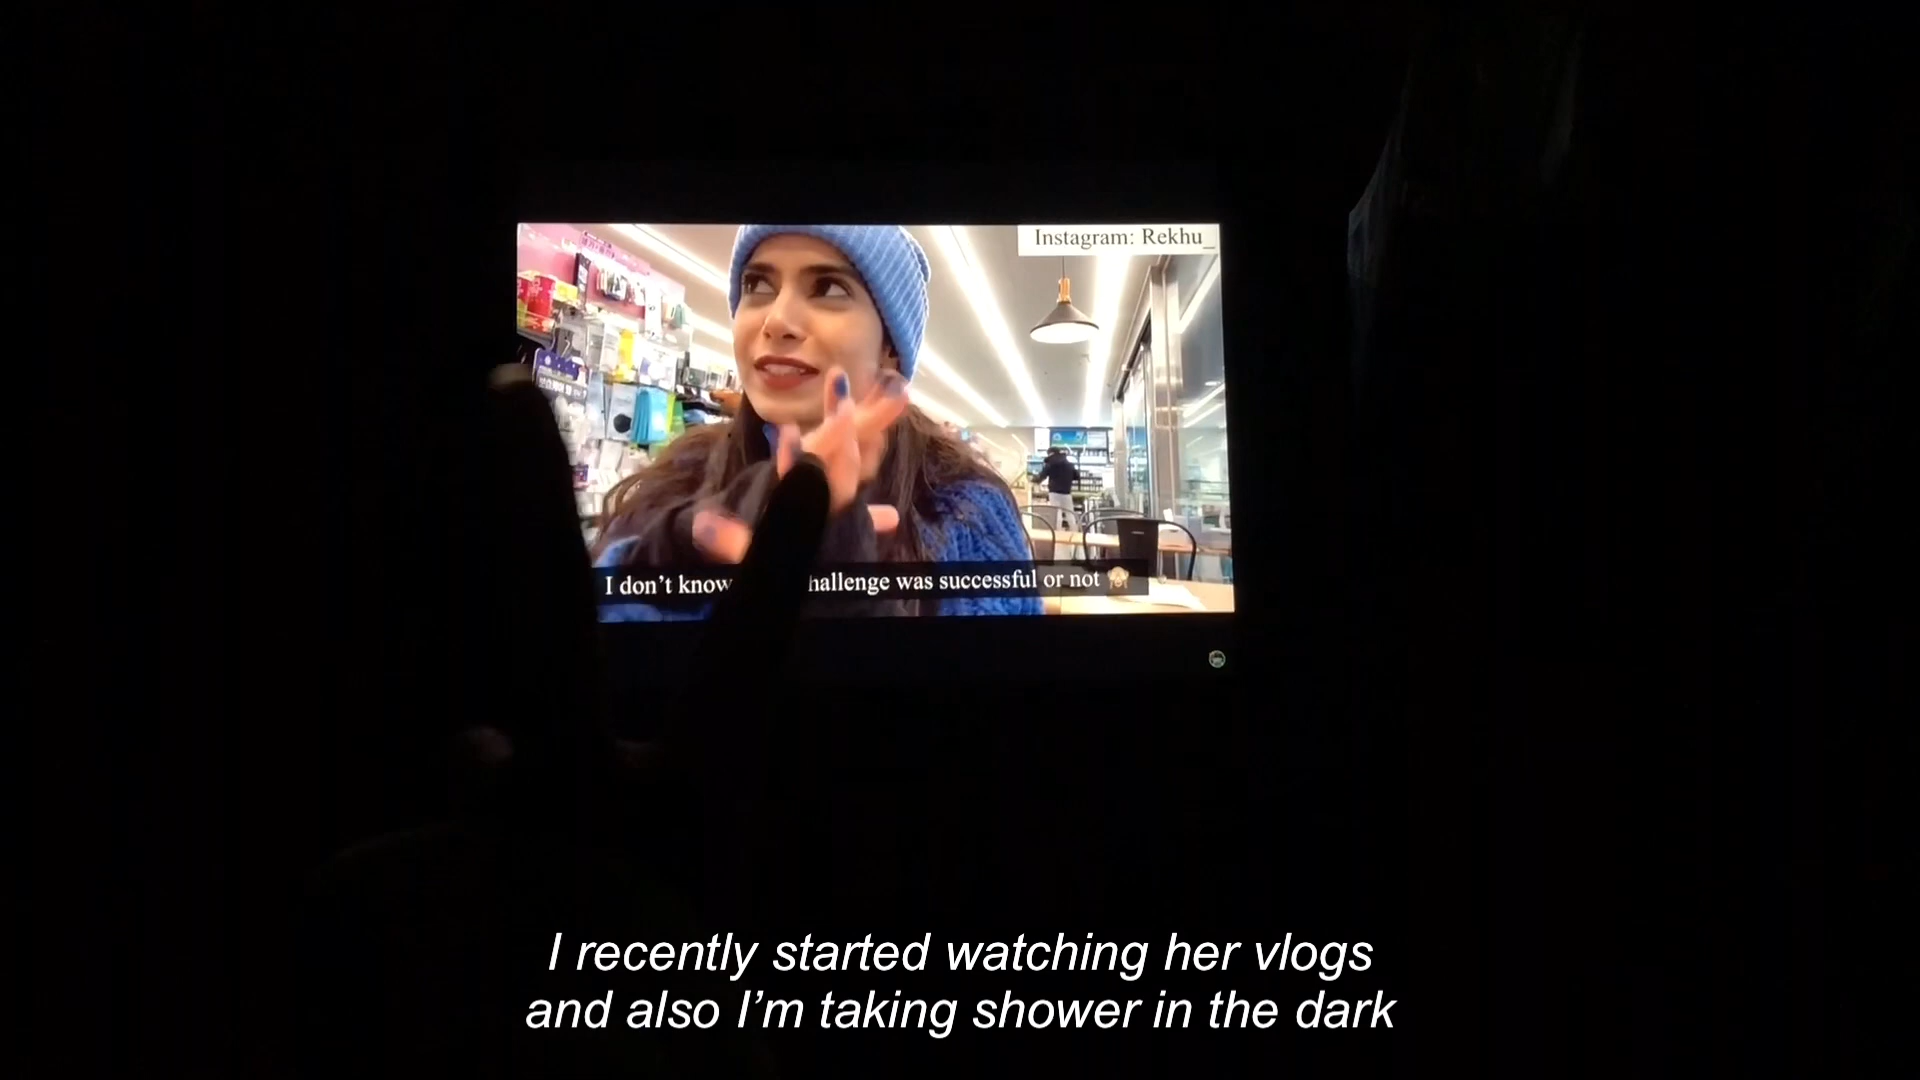 Instagram: Rekhu_
I don't know hallenge was successful or not 🙈
I recently started watching her vlogs
and also I'm taking shower in the dark